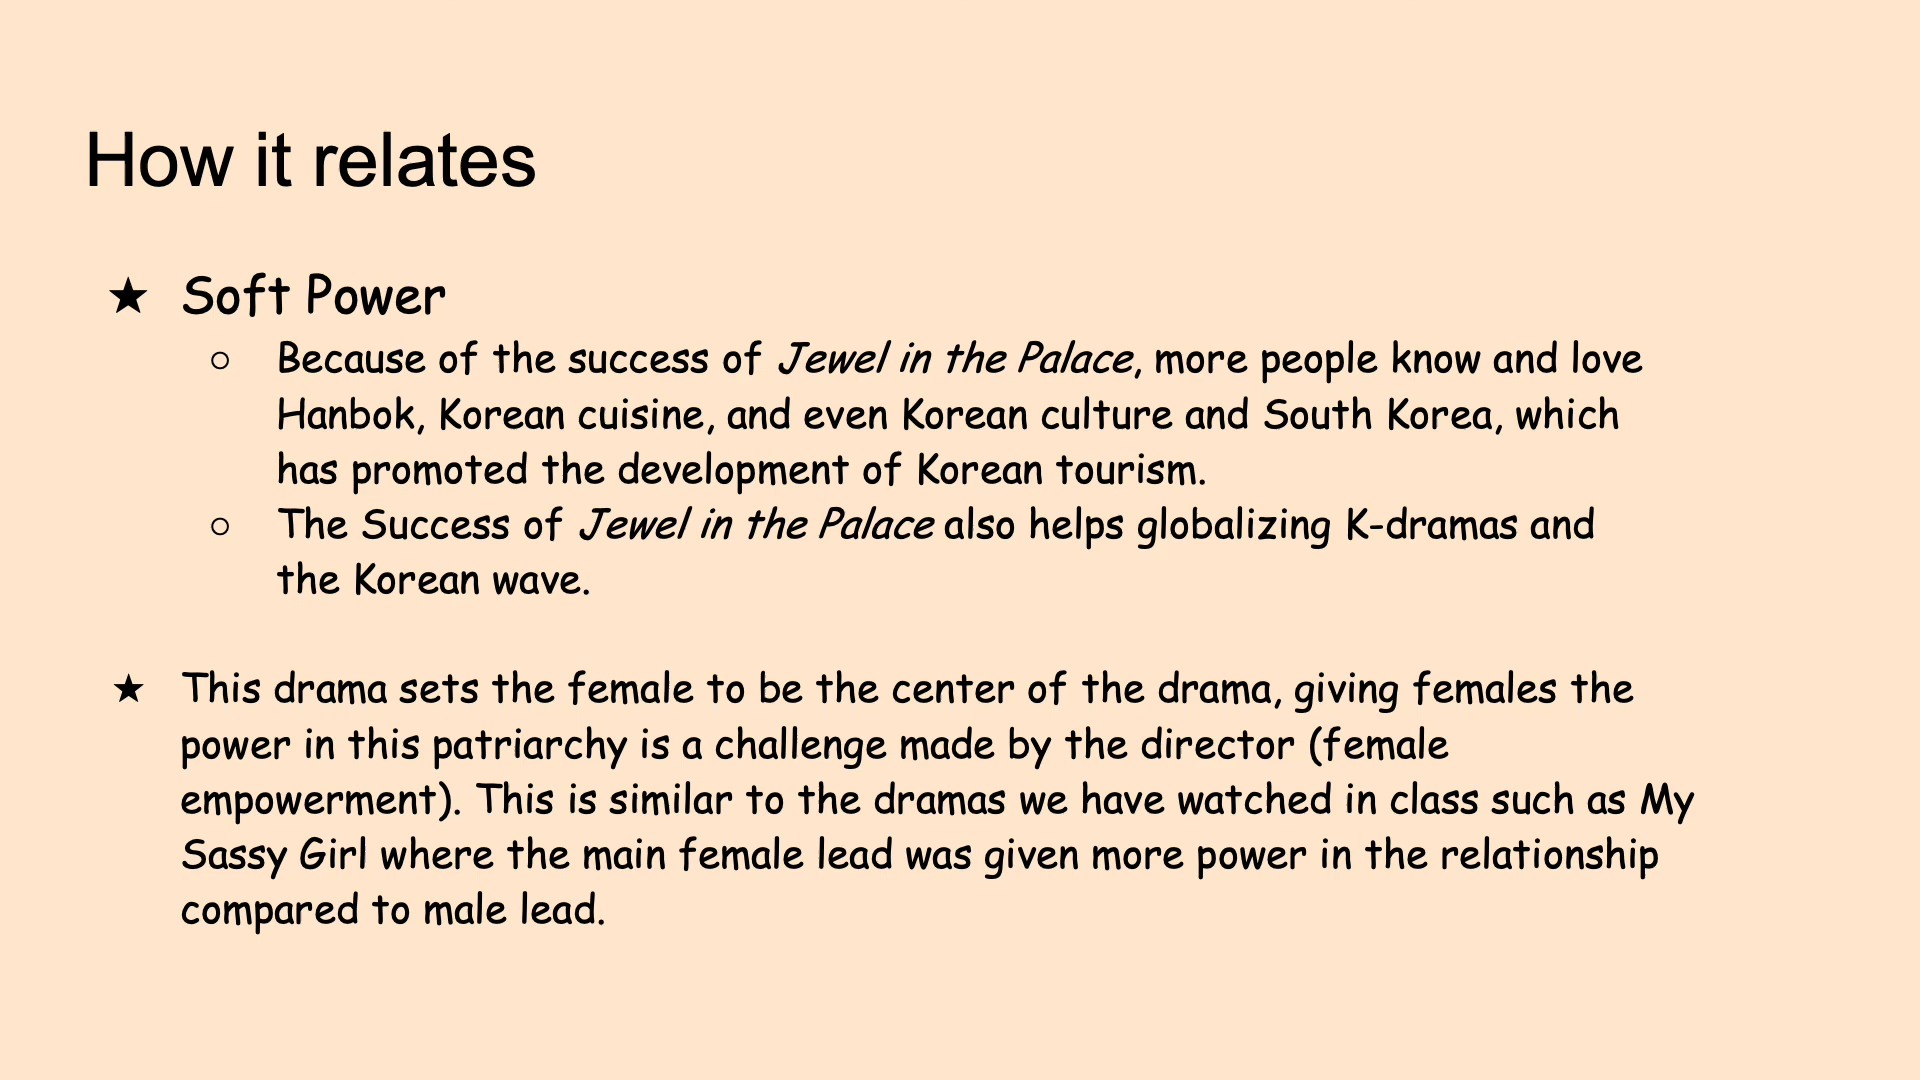 How it relates
★ Soft Power
○ Because of the success of Jewel in the Palace, more people know and love
Hanbok, Korean cuisine, and even Korean culture and South Korea, which
has promoted the development of Korean tourism.
○ The Success of Jewel in the Palace also helps globalizing K-dramas and
the Korean wave.
★ This drama sets the female to be the center of the drama, giving females the
power in this patriarchy is a challenge made by the director (female
empowerment). This is similar to the dramas we have watched in class such as My
Sassy Girl where the main female lead was given more power in the relationship
compared to male lead.